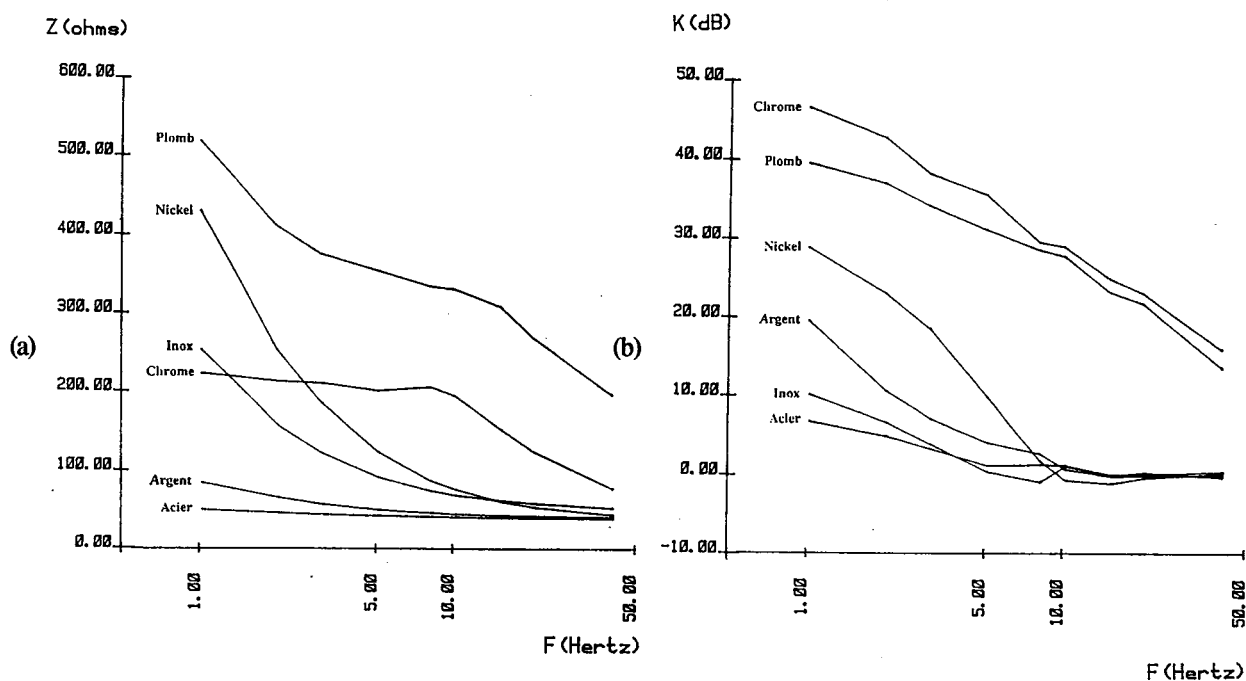 Z(ohms)
600.00
500.00
400.00
300.00
200.00
100.00
0.00
Plomb
Nickel
Inox
Chrome
Argent
Acier
(a)
1.00
5.00
10.00
50.00
F(Hertz)
K(dB)
50.00
40.00
30.00
20.00
10.00
0.00
-10.00
Chrome
Plomb
Nickel
Argent
Inox
Acier
(b)
1.00
5.00
10.00
50.00
F(Hertz)